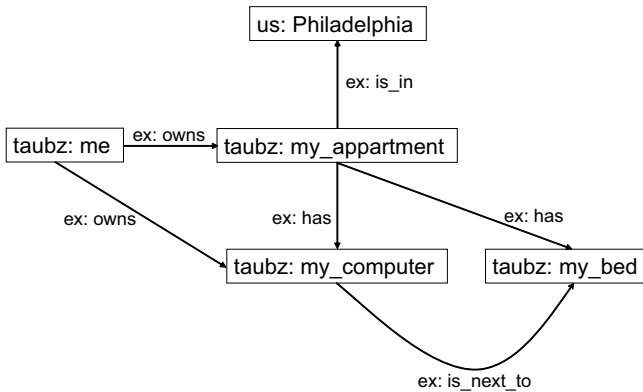 us: Philadelphia
ex: is_in
taubz: me
ex: owns
taubz: my_appartment
ex: owns
ex: has
ex: has
taubz: my_computer
taubz: my_bed
ex: is_next_to